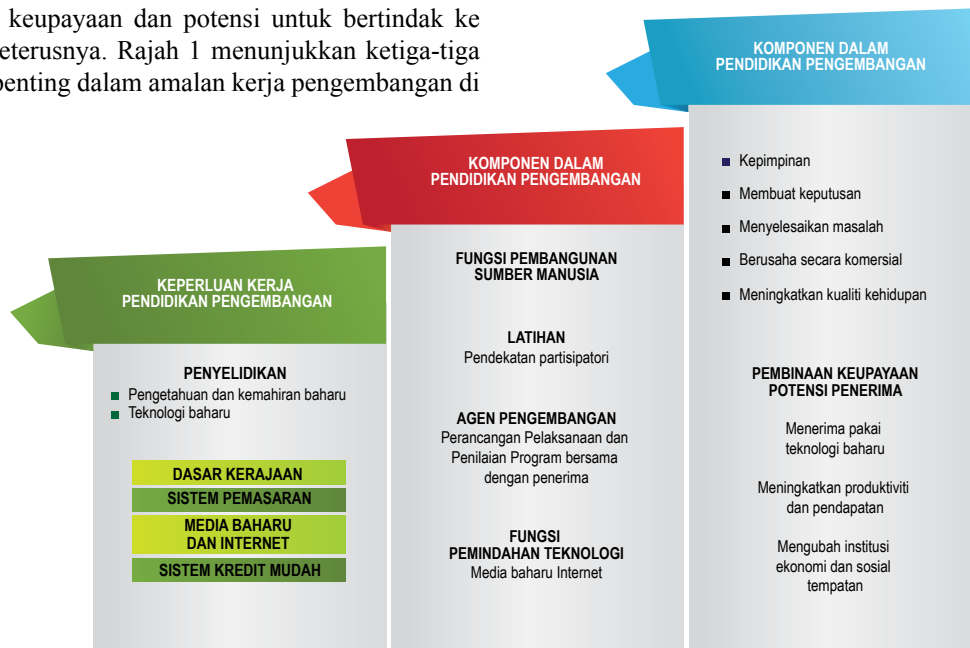 keupayaan dan potensi untuk bertindak ke
seterusnya. Rajah 1 menunjukkan ketiga-tiga
penting dalam amalan kerja pengembangan di
KEPERLUAN KERJA
PENDIDIKAN PENGEMBANGAN
PENYELIDIKAN
Pengetahuan dan kemahiran baharu
Teknologi baharu
DASAR KERAJAAN
SISTEM PEMASARAN
MEDIA BAHARU
DAN INTERNET
SISTEM KREDIT MUDAH
KOMPONEN DALAM
PENDIDIKAN PENGEMBANGAN
FUNGSI PEMBANGUNAN
SUMBER MANUSIA
LATIHAN
Pendekatan partisipatori
AGEN PENGEMBANGAN
Perancangan Pelaksanaan dan
Penilaian Program bersama
dengan penerima
FUNGSI
PEMINDAHAN TEKNOLOGI
Media baharu Internet
KOMPONEN DALAM
PENDIDIKAN PENGEMBANGAN
Kepimpinan
Membuat keputusan
Menyelesaikan masalah
Berusaha secara komersial
Meningkatkan kualiti kehidupan
PEMBINAAN KEUPAYAAN
POTENSI PENERIMA
Menerima pakai
teknologi baharu
Meningkatkan produktiviti
dan pendapatan
Mengubah institusi
ekonomi dan sosial
tempatan